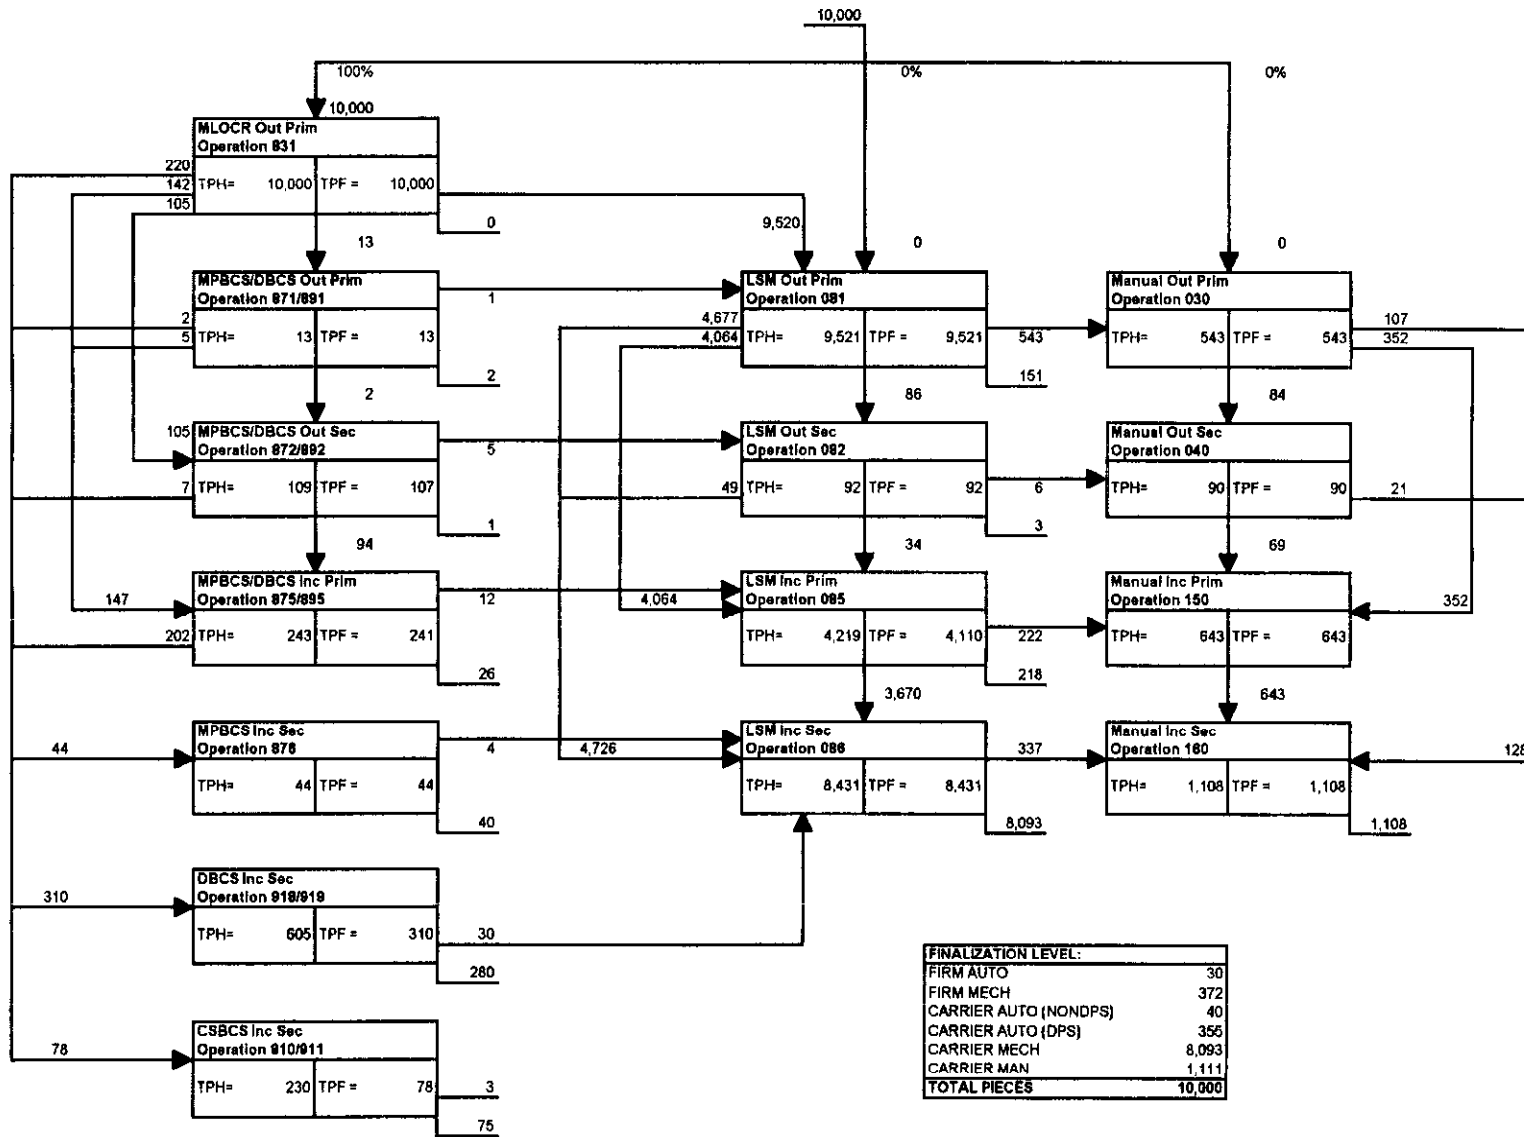 10,000
100%
0%
0%
10,000
MLOCR Out Prim
Operation 831
TPH= 10,000 TPF = 10,000
220
142
105
0
13
9,520
0
0
MPBCS/DBCS Out Prim
Operation 871/891
TPH= 13 TPF = 13
2
5
1
2
2
LSM Out Prim
Operation 081
TPH= 9,521 TPF = 9,521
4,677
4,064
543
151
86
Manual Out Prim
Operation 030
TPH= 543 TPF = 543
107
352
84
MPBCS/DBCS Out Sec
Operation 872/892
TPH= 109 TPF = 107
105
7
5
1
94
LSM Out Sec
Operation 082
TPH= 92 TPF = 92
49
6
3
34
Manual Out Sec
Operation 040
TPH= 90 TPF = 90
21
69
MPBCS/DBCS Inc Prim
Operation 875/895
TPH= 243 TPF = 241
147
202
12
26
LSM Inc Prim
Operation 085
TPH= 4,219 TPF = 4,110
4,064
222
218
3,670
Manual Inc Prim
Operation 150
TPH= 643 TPF = 643
352
643
MPBCS Inc Sec
Operation 876
TPH= 44 TPF = 44
44
4
40
LSM Inc Sec
Operation 086
TPH= 8,431 TPF = 8,431
4,726
337
8,093
Manual Inc Sec
Operation 160
TPH= 1,108 TPF = 1,108
128
1,108
DBCS Inc Sec
Operation 918/919
TPH= 605 TPF = 310
310
30
280
CSBCS Inc Sec
Operation 910/911
TPH= 230 TPF = 78
78
3
75
FINALIZATION LEVEL:
FIRM AUTO 30
FIRM MECH 372
CARRIER AUTO (NONDPS) 40
CARRIER AUTO (DPS) 355
CARRIER MECH 8,093
CARRIER MAN 1,111
TOTAL PIECES 10,000